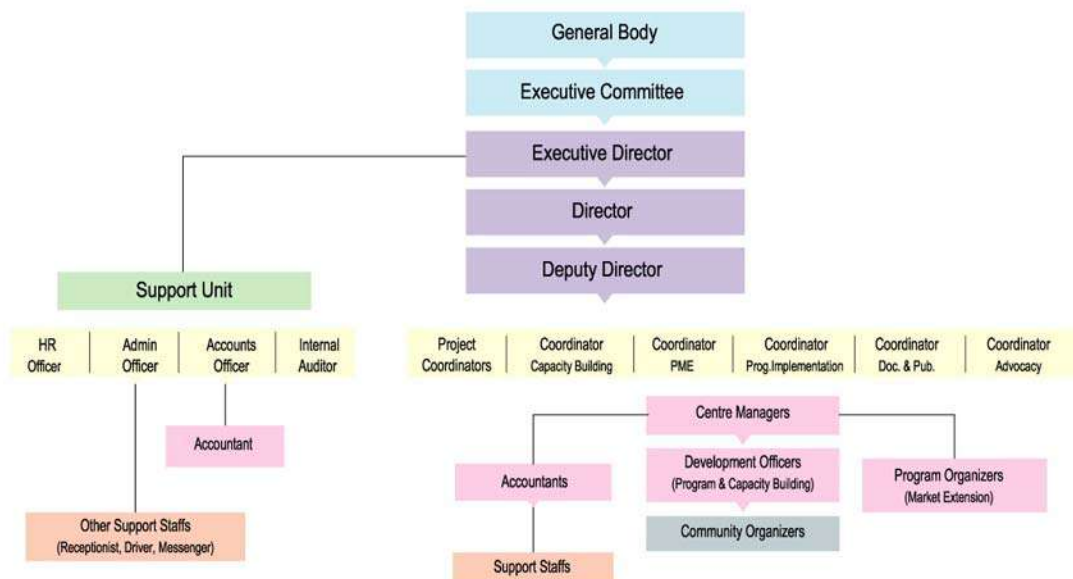 General Body
Executive Committee
Executive Director
Director
Deputy Director
Support Unit
HR
Officer
Admin
Officer
Accounts
Officer
Internal
Auditor
Project
Coordinators
Coordinator
Capacity Building
Coordinator
PME
Coordinator
Prog.Implementation
Coordinator
Doc. & Pub.
Coordinator
Advocacy
Centre Managers
Accountant
Accountants
Development Officers
(Program & Capacity Building)
Program Organizers
(Market Extension)
Other Support Staffs
(Receptionist, Driver, Messenger)
Community Organizers
Support Staffs